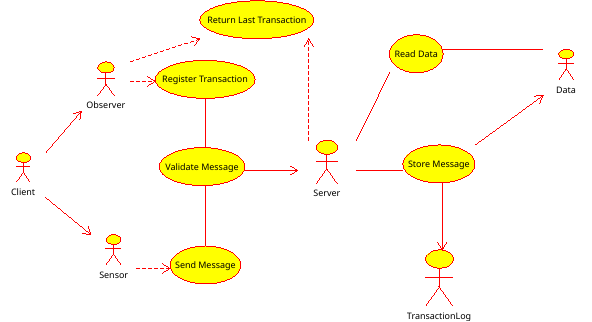 Return Last Transaction
Read Data
Register Transaction
Data
Observer
Validate Message
Store Message
Client
Server
Send Message
Sensor
TransactionLog